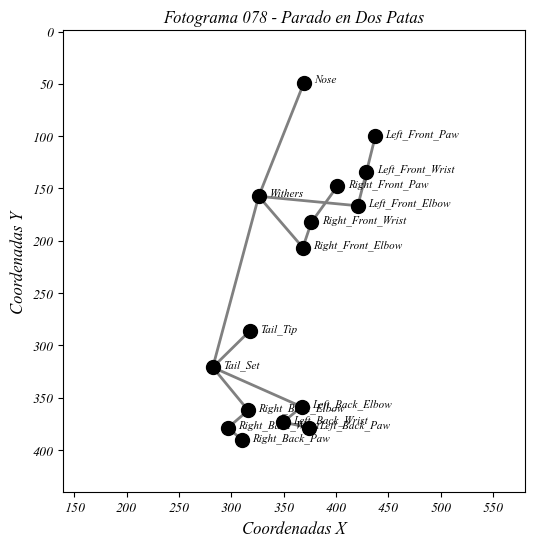 Fotograma 078 - Parado en Dos Patas
0
50
100
150
200
250
300
350
400
Coordenadas Y
Nose
Left_Front_Paw
Left_Front_Wrist
Right_Front_Paw
Withers
Left_Front_Elbow
Right_Front_Wrist
Right_Front_Elbow
Tail_Tip
Tail_Set
Left_Back_Elbow
Right_Back_Elbow
Left_Back_Wrist
Right_Back_Wrist
Left_Back_Paw
Right_Back_Paw
150 200 250 300 350 400 450 500 550
Coordenadas X